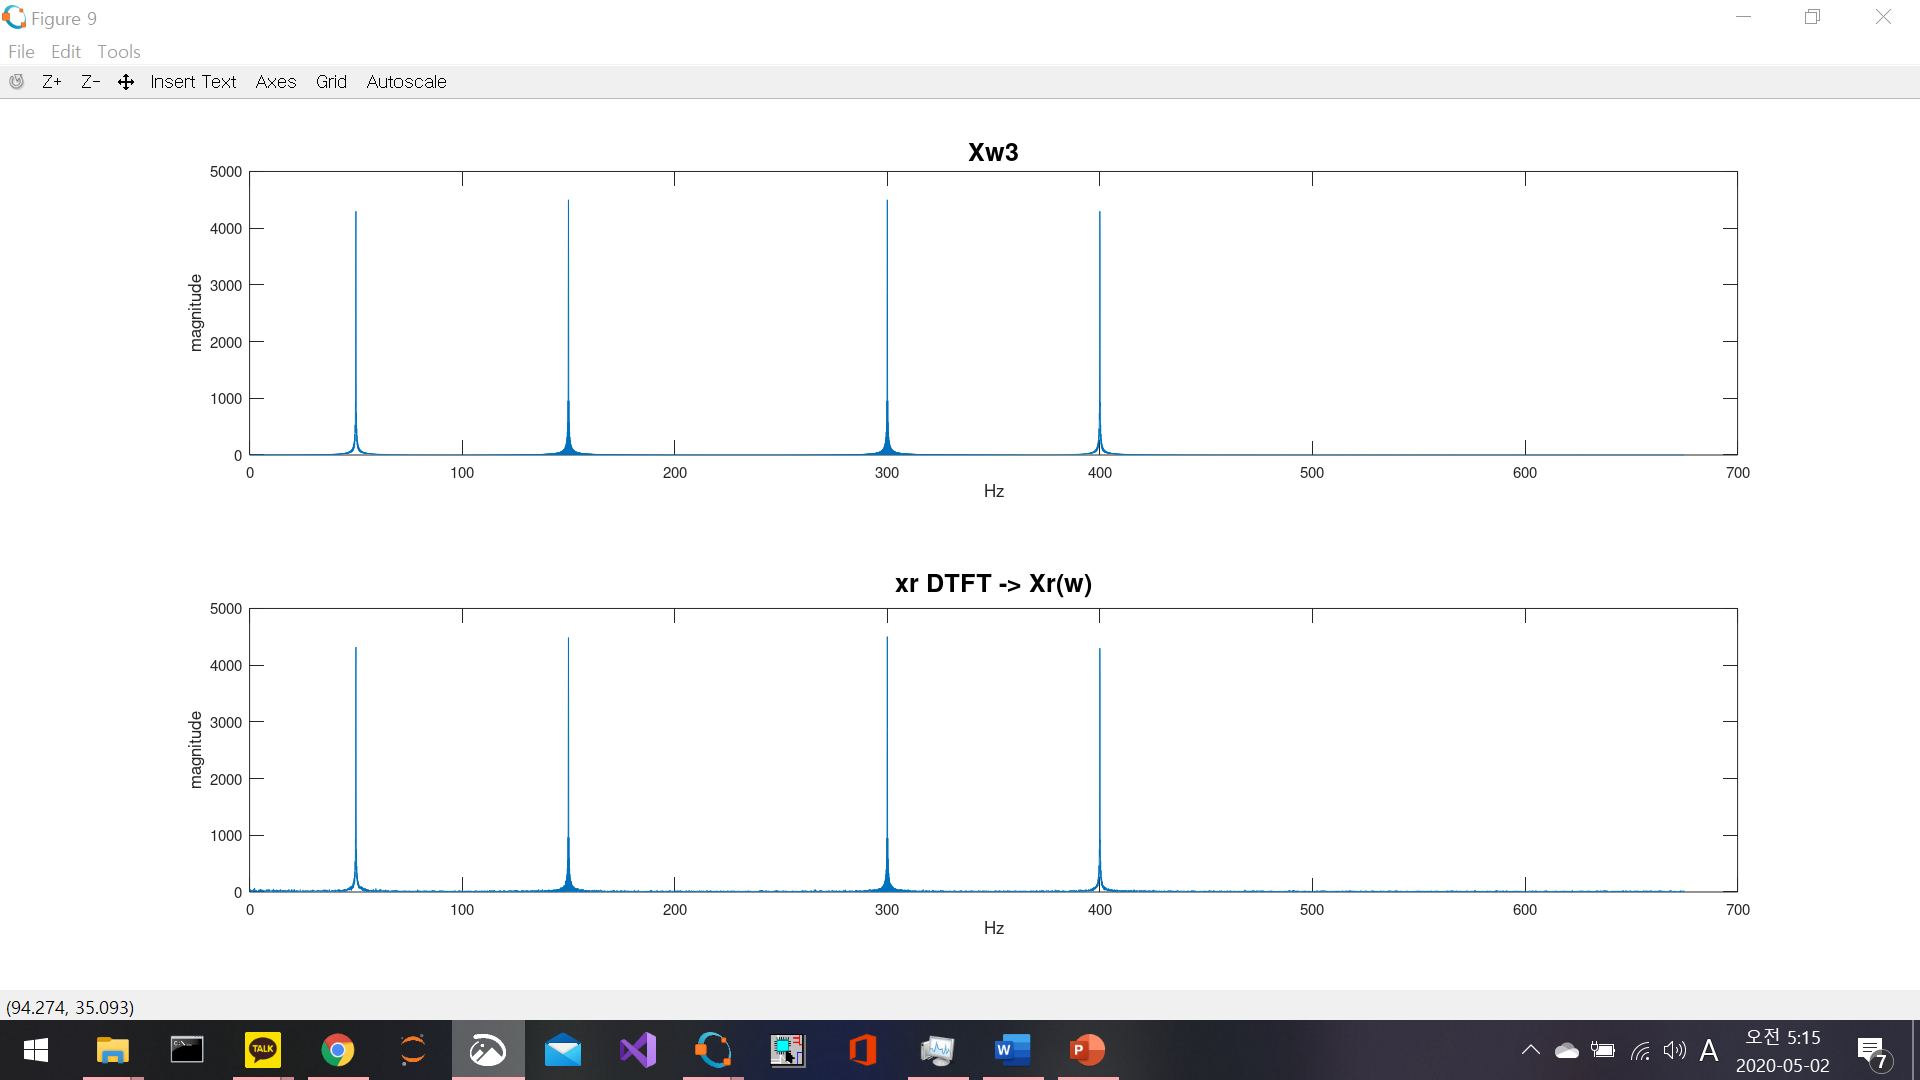 Figure 9
File Edit Tools
Z+ Z- Insert Text Axes Grid Autoscale
Xw3
5000
4000
3000
2000
1000
0
magnitude
0 100 200 300 400 500 600 700
Hz
xr DTFT -> Xr(w)
5000
4000
3000
2000
1000
0
magnitude
0 100 200 300 400 500 600 700
Hz
(94.274, 35.093)
C:\_
TALK
W
P
A
오전 5:15
2020-05-02
7